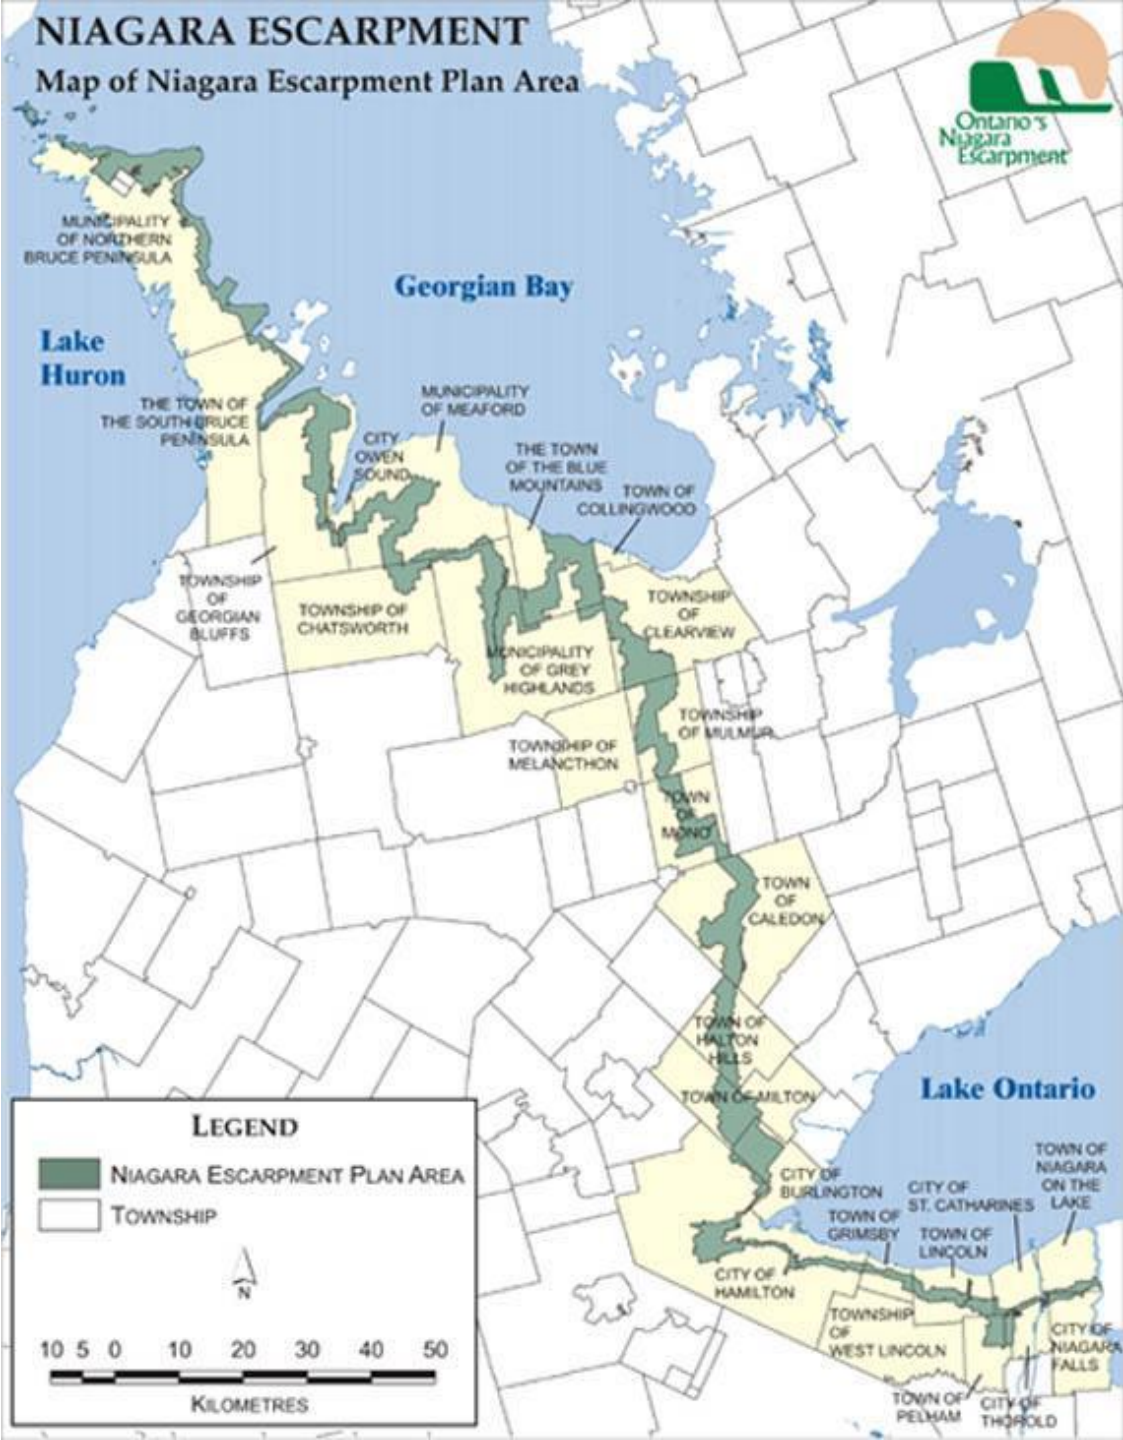 NIAGARA ESCARPMENT
Map of Niagara Escarpment Plan Area
Ontario's
Niagara
Escarpment
MUNICIPALITY
OF NORTHERN
BRUCE PENINSULA
Georgian Bay
Lake
Huron
THE TOWN OF
THE SOUTH BRUCE
PENINSULA
MUNICIPALITY
OF MEAFORD
CITY
OWEN
SOUND
THE TOWN
OF THE BLUE
MOUNTAINS
TOWN OF
COLLINGWOOD
TOWNSHIP
OF
GEORGIAN
BLUFFS
TOWNSHIP OF
CHATSWORTH
TOWNSHIP
OF
CLEARVIEW
MUNICIPALITY
OF GREY
HIGHLANDS
TOWNSHIP
OF MULMUR
TOWNSHIP OF
MELANCTHON
TOWN
OF
MONO
TOWN
OF
CALEDON
TOWN OF
HALTON
HILLS
TOWN OF MILTON
Lake Ontario
CITY OF
BURLINGTON
TOWN OF
GRIMSBY
CITY OF
ST. CATHARINES
TOWN OF
LINCOLN
TOWN OF
NIAGARA
ON THE
LAKE
CITY OF
HAMILTON
TOWNSHIP
OF
WEST LINCOLN
CITY OF
NIAGARA
FALLS
TOWN OF
PELHAM
CITY OF
THOROLD
LEGEND
NIAGARA ESCARPMENT PLAN AREA
TOWNSHIP
N
10 5 0 10 20 30 40 50
KILOMETRES